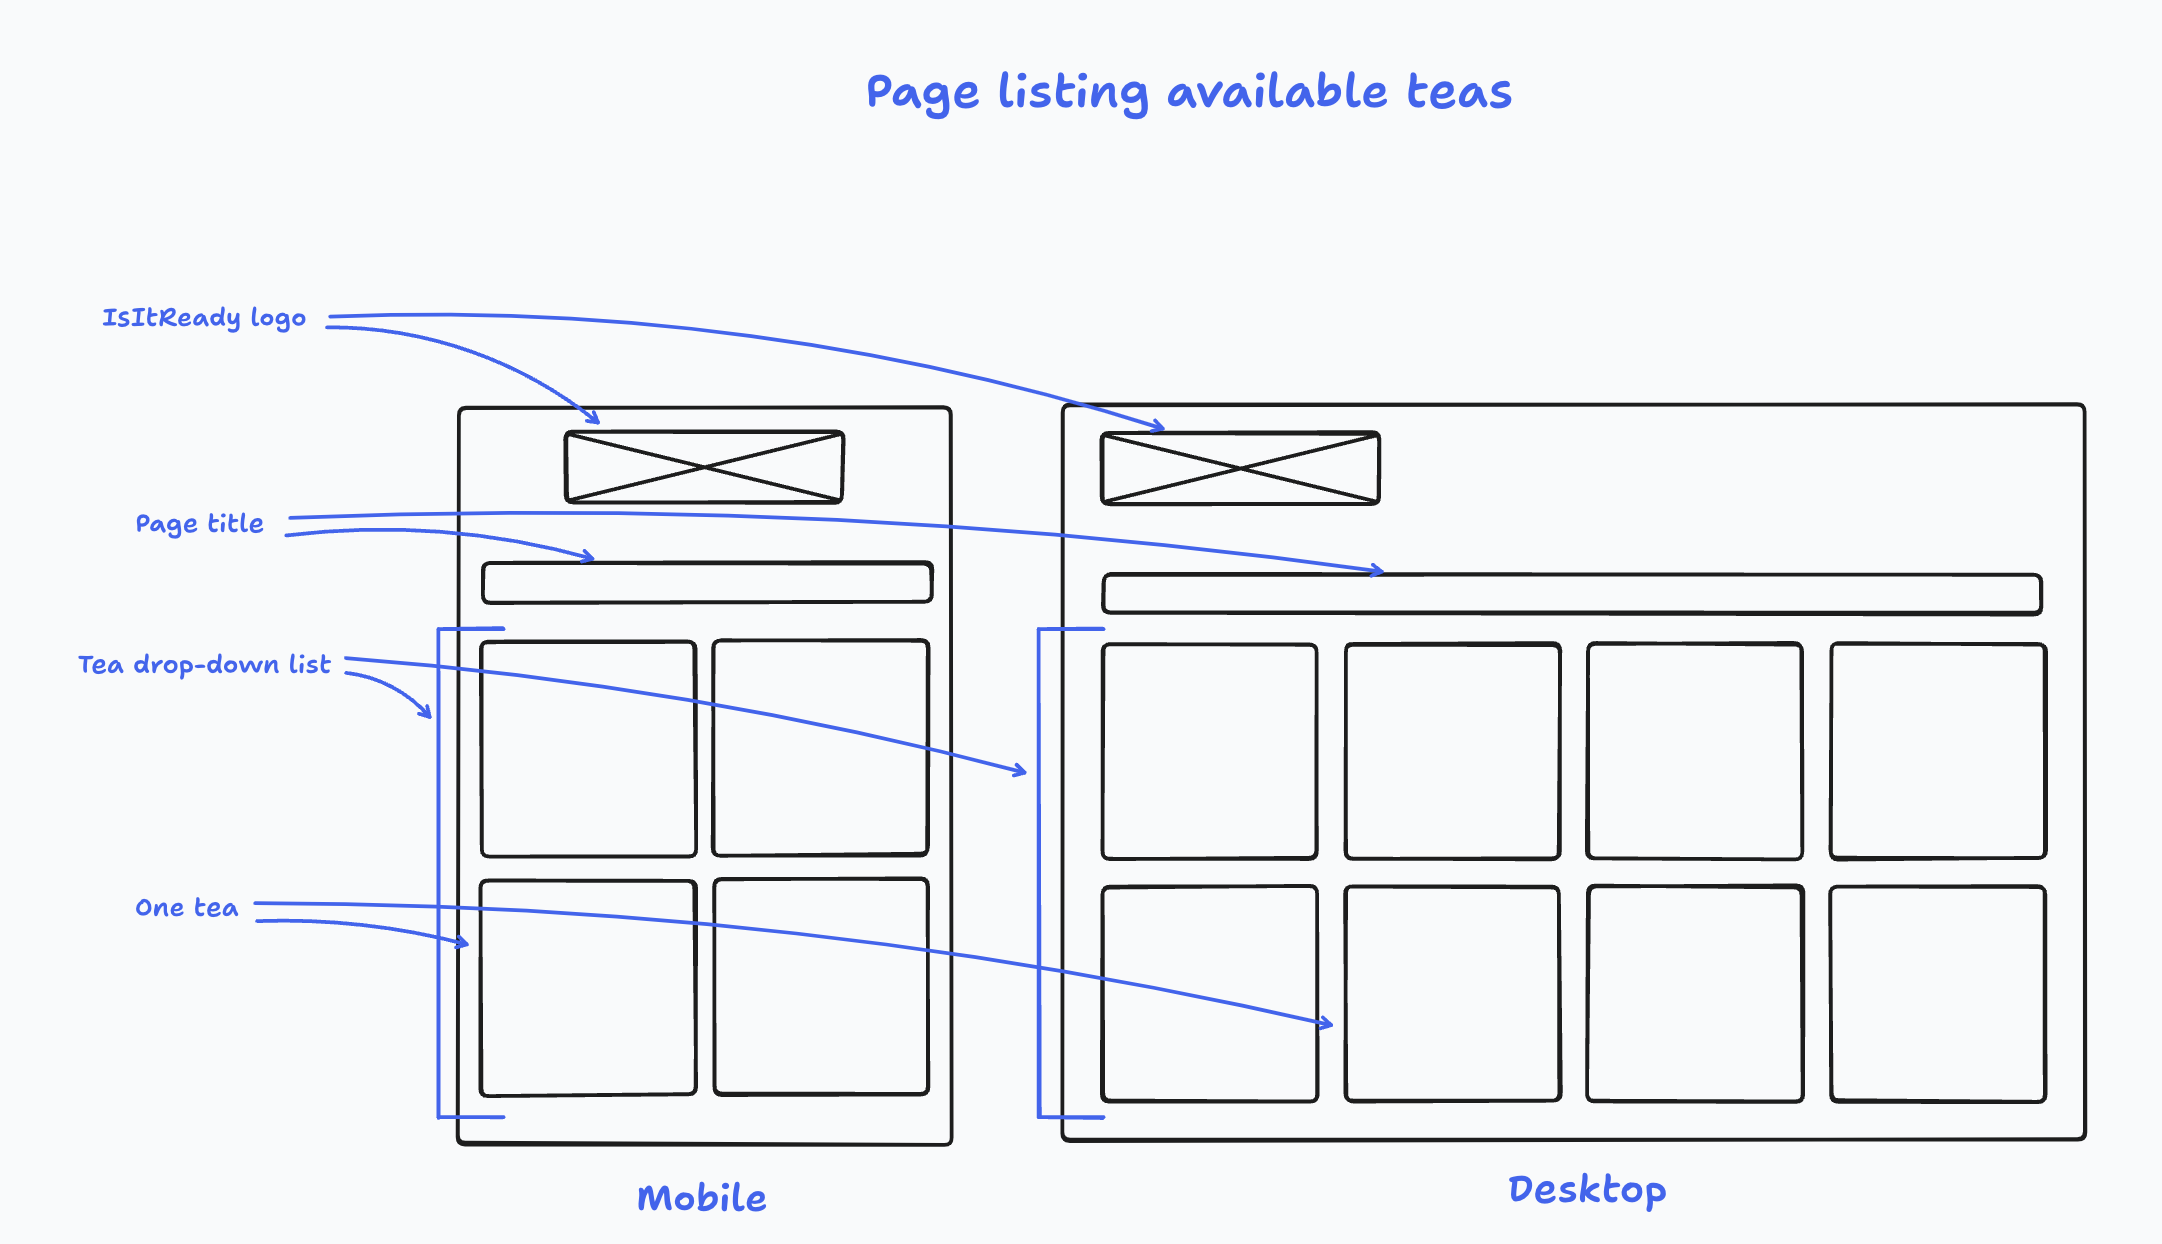 Page listing available teas
IsItReady logo
Page title
Tea drop-down list
One tea
Mobile
Desktop